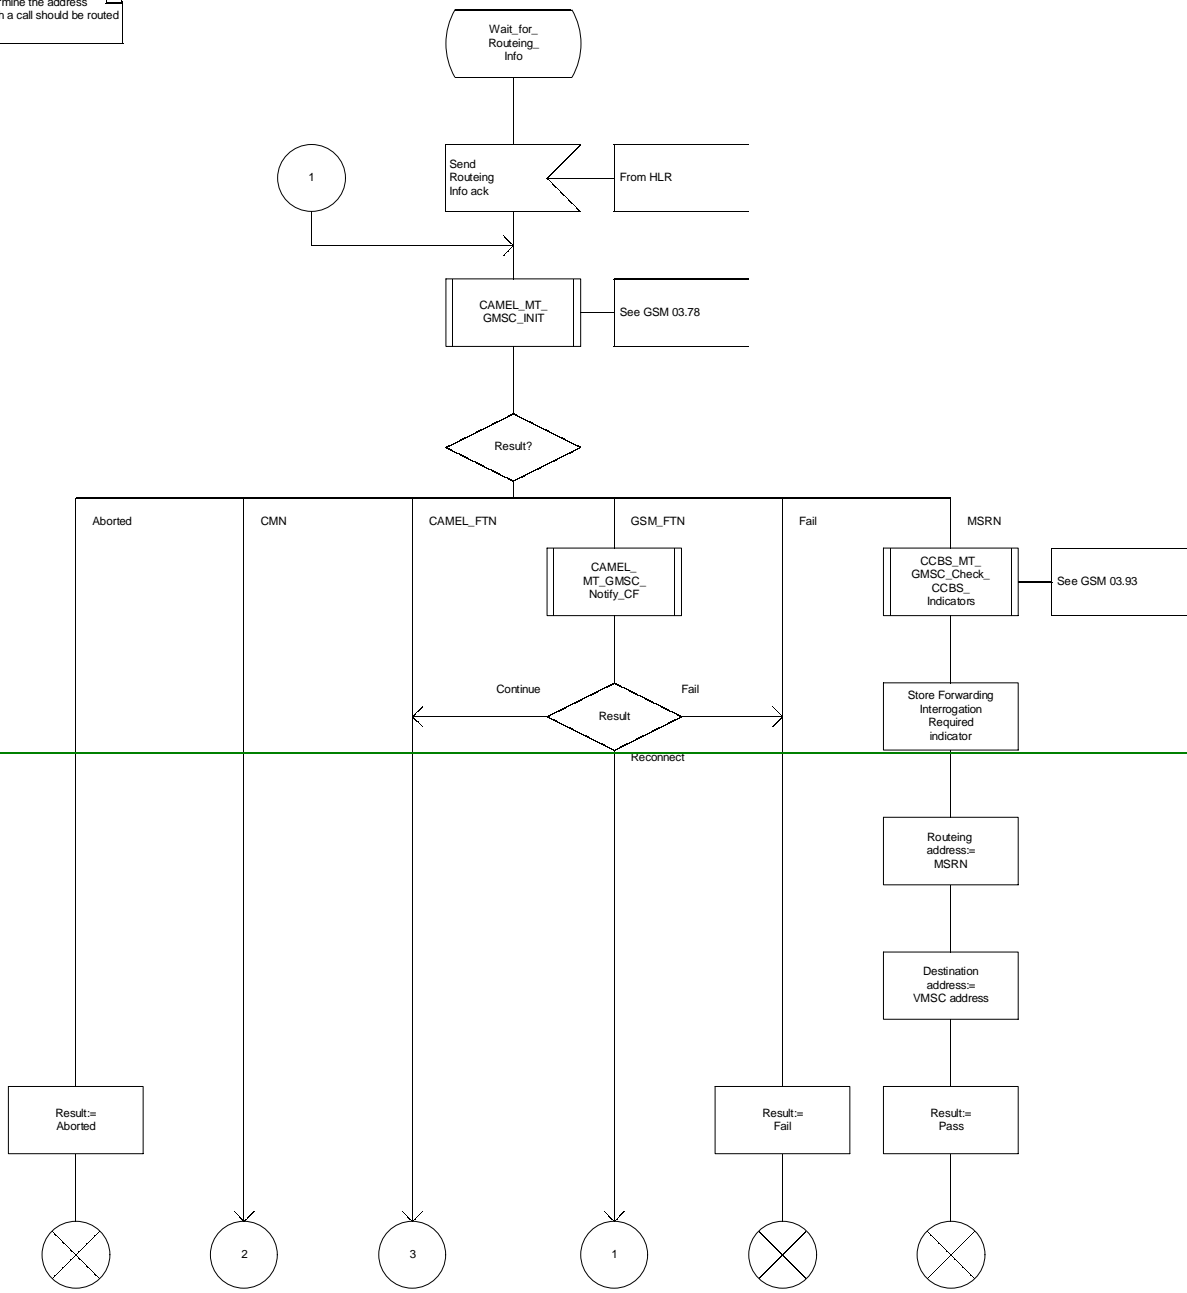 the address
a call should be routed
Wait_for_
Routeing_
Info
1
Send
Routeing
Info ack
From HLR
CAMEL_MT_
GMSC_INIT
See GSM 03.78
Result?
Aborted
CMN
CAMEL_FTN
GSM_FTN
Fail
MSRN
CAMEL_
MT_GMSC_
Notify_CF
CCBS_MT_
GMSC_Check_
CCBS_
Indicators
See GSM 03.93
Continue
Result
Fail
Store Forwarding
Interrogation
Required
indicator
Reconnect
Routeing
address:=
MSRN
Destination
address:=
VMSC address
Result:=
Aborted
Result:=
Fail
Result:=
Pass
2
3
1